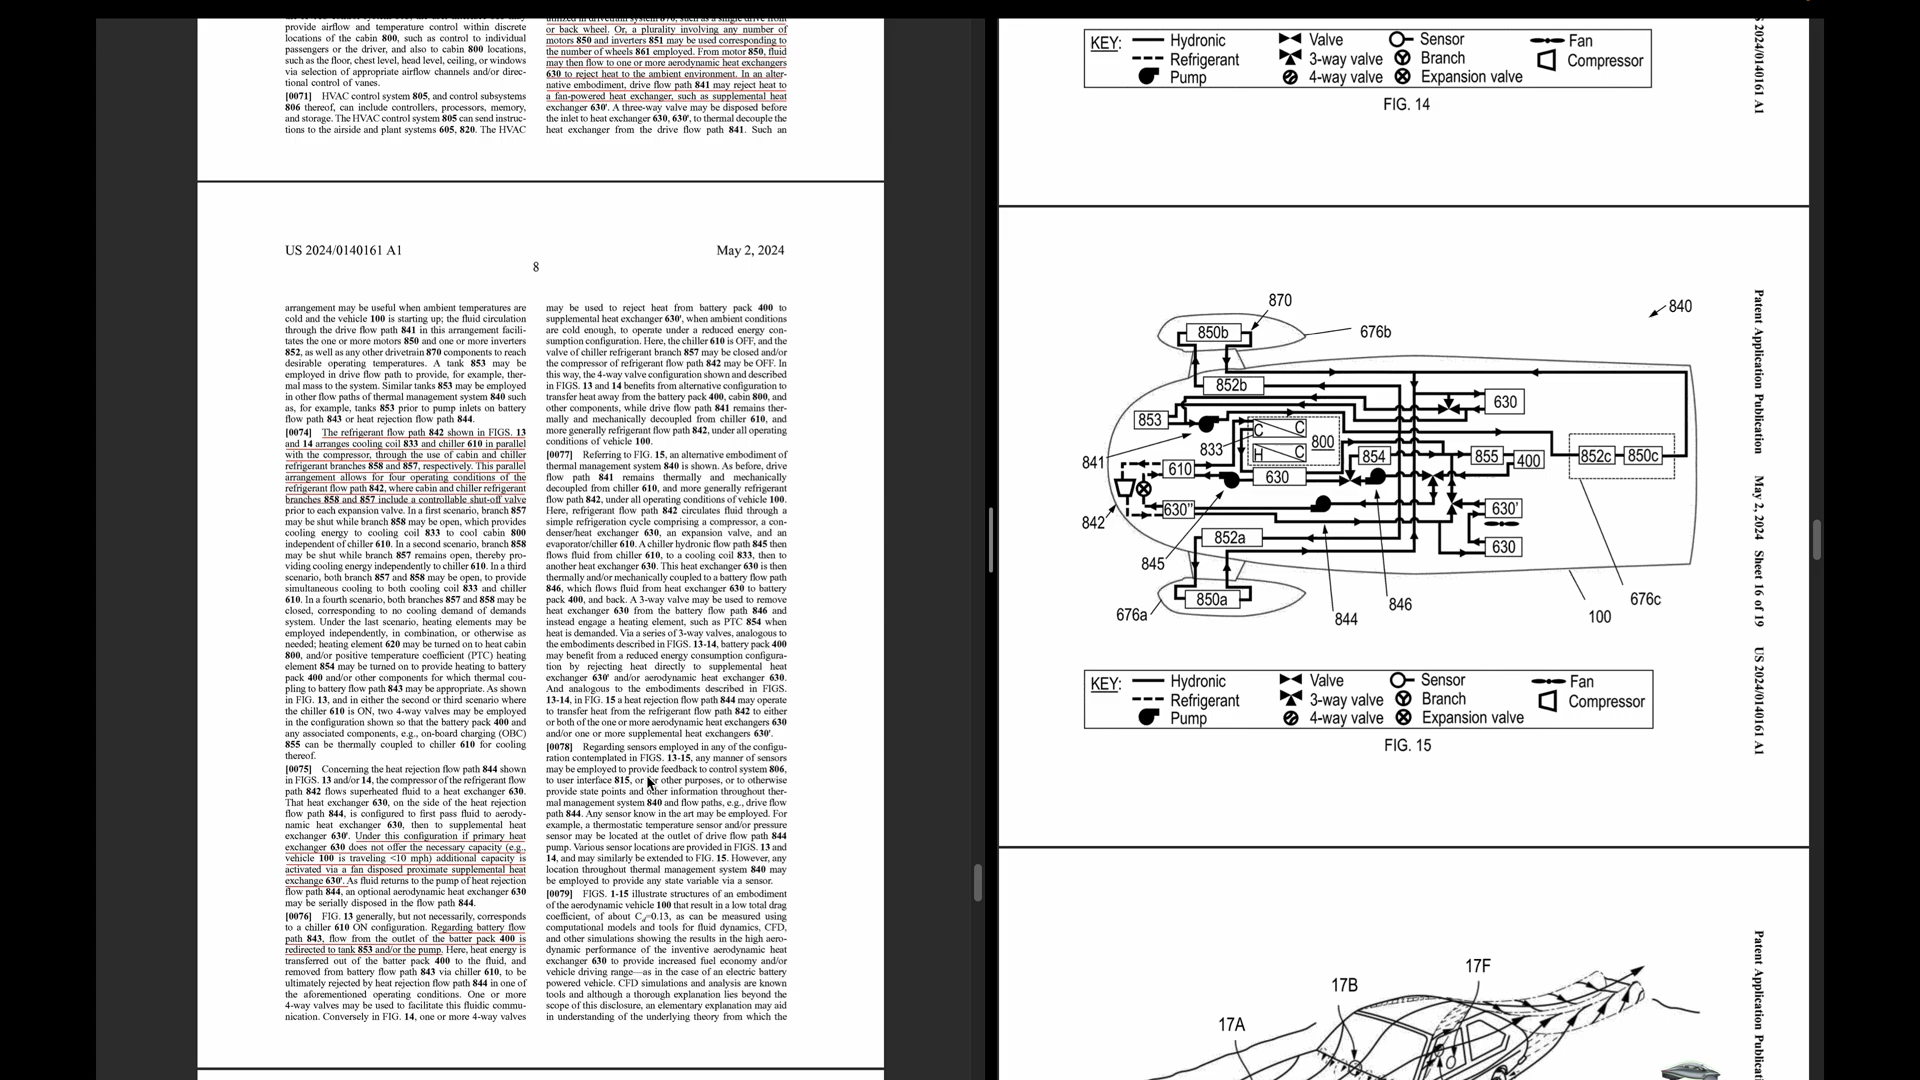 provide airflow and temperature control within discrete
locations of the cabin 800, such as control to individual
passengers or the driver, and also to cabin 800 locations,
such as the floor, chest level, head level, ceiling, or windows
via selection of appropriate airflow channels and/or direc-
tional control of vanes.
[0071] HVAC control system 805, and control subsystems
806 thereof, can include controllers, processors, memory,
and storage. The HVAC control system 805 can send instruc-
tions to the airside and plant systems 605, 820. The HVAC
utilized in drivetrain system 870, such as a single drive front
or back wheel. Or, a plurality involving any number of
motors 850 and inverters 851 may be used corresponding to
the number of wheels 861 employed. From motor 850, fluid
may then flow to one or more aerodynamic heat exchangers
630 to reject heat to the ambient environment. In an alter-
native embodiment, drive flow path 841 may reject heat to
a fan-powered heat exchanger, such as supplemental heat
exchanger 630'. A three-way valve may be disposed before
the inlet to heat exchanger 630, 630', to thermal decouple the
heat exchanger from the drive flow path 841. Such an
US 2024/0140161 A1
May 2, 2024
8
arrangement may be useful when ambient temperatures are
cold and the vehicle 100 is starting up; the fluid circulation
through the drive flow path 841 in this arrangement facili-
tates the one or more motors 850 and one or more inverters
852, as well as any other drivetrain 870 components to reach
desirable operating temperatures. A tank 853 may be
employed in drive flow path to provide, for example, ther-
mal mass to the system. Similar tanks 853 may be employed
in other flow paths of thermal management system 840 such
as, for example, tanks 853 prior to pump inlets on battery
flow path 843 or heat rejection flow path 844.
[0074] The refrigerant flow path 842 shown in FIGS. 13
and 14 arranges cooling coil 833 and chiller 610 in parallel
with the compressor, through the use of cabin and chiller
refrigerant branches 858 and 857, respectively. This parallel
arrangement allows for four operating conditions of the
refrigerant flow path 842, where cabin and chiller refrigerant
branches 858 and 857 include a controllable shut-off valve
prior to each expansion valve. In a first scenario, branch 857
may be shut while branch 858 may be open, which provides
cooling energy to cooling coil 833 to cool cabin 800
independent of chiller 610. In a second scenario, branch 858
may be shut while branch 857 remains open, thereby pro-
viding cooling energy independently to chiller 610. In a third
scenario, both branch 857 and 858 may be open, to provide
simultaneous cooling to both cooling coil 833 and chiller
610. In a fourth scenario, both branches 857 and 858 may be
closed, corresponding to no cooling demand of demands
system. Under the last scenario, heating elements may be
employed independently, in combination, or otherwise as
needed; heating element 620 may be turned on to heat cabin
800, and/or positive temperature coefficient (PTC) heating
element 854 may be turned on to provide heating to battery
pack 400 and/or other components for which thermal cou-
pling to battery flow path 843 may be appropriate. As shown
in FIG. 13, and in either the second or third scenario where
the chiller 610 is ON, two 4-way valves may be employed
in the configuration shown so that the battery pack 400 and
any associated components, e.g., on-board charging (OBC)
855 can be thermally coupled to chiller 610 for cooling
thereof.
[0075] Concerning the heat rejection flow path 844 shown
in FIGS. 13 and/or 14, the compressor of the refrigerant flow
path 842 flows superheated fluid to a heat exchanger 630.
That heat exchanger 630, on the side of the heat rejection
flow path 844, is configured to first pass fluid to aerody-
namic heat exchanger 630, then to supplemental heat
exchanger 630'. Under this configuration if primary heat
exchanger 630 does not offer the necessary capacity (e.g.,
vehicle 100 is traveling <10 mph) additional capacity is
activated via a fan disposed proximate supplemental heat
exchange 630'. As fluid returns to the pump of heat rejection
flow path 844, an optional aerodynamic heat exchanger 630
may be serially disposed in the flow path 844.
[0076] FIG. 13 generally, but not necessarily, corresponds
to a chiller 610 ON configuration. Regarding battery flow
path 843, flow from the outlet of the batter pack 400 is
redirected to tank 853 and/or the pump. Here, heat energy is
transferred out of the batter pack 400 to the fluid, and
removed from battery flow path 843 via chiller 610, to be
ultimately rejected by heat rejection flow path 844 in one of
the aforementioned operating conditions. One or more
4-way valves may be used to facilitate this fluidic commu-
nication. Conversely in FIG. 14, one or more 4-way valves
may be used to reject heat from battery pack 400 to
supplemental heat exchanger 630', when ambient conditions
are cold enough, to operate under a reduced energy con-
sumption configuration. Here, the chiller 610 is OFF, and the
valve of chiller refrigerant branch 857 may be closed and/or
the compressor of refrigerant flow path 842 may be OFF. In
this way, the 4-way valve configuration shown and described
in FIGS. 13 and 14 benefits from alternative configuration to
transfer heat away from the battery pack 400, cabin 800, and
other components, while drive flow path 841 remains ther-
mally and mechanically decoupled from chiller 610, and
more generally refrigerant flow path 842, under all operating
conditions of vehicle 100.
[0077] Referring to FIG. 15, an alternative embodiment of
thermal management system 840 is shown. As before, drive
flow path 841 remains thermally and mechanically
decoupled from chiller 610, and more generally refrigerant
flow path 842, under all operating conditions of vehicle 100.
Here, refrigerant flow path 842 circulates fluid through a
simple refrigeration cycle comprising a compressor, a con-
denser/heat exchanger 630, an expansion valve, and an
evaporator/chiller 610. A chiller hydronic flow path 845 then
flows fluid from chiller 610, to a cooling coil 833, then to
another heat exchanger 630. This heat exchanger 630 is then
thermally and/or mechanically coupled to a battery flow path
846, which flows fluid from heat exchanger 630 to battery
pack 400, and back. A 3-way valve may be used to remove
heat exchanger 630 from the battery flow path 846 and
instead engage a heating element, such as PTC 854 when
heat is demanded. Via a series of 3-way valves, analogous to
the embodiments described in FIGS. 13-14, battery pack 400
may benefit from a reduced energy consumption configura-
tion by rejecting heat directly to supplemental heat
exchanger 630' and/or aerodynamic heat exchanger 630.
And analogous to the embodiments described in FIGS.
13-14, in FIG. 15 a heat rejection flow path 844 may operate
to transfer heat from the refrigerant flow path 842 to either
or both of the one or more aerodynamic heat exchangers 630
and/or one or more supplemental heat exchangers 630'.
[0078] Regarding sensors employed in any of the configu-
ration contemplated in FIGS. 13-15, any manner of sensors
may be employed to provide feedback to control system 806,
to user interface 815, or for other purposes, or to otherwise
provide state points and other information throughout ther-
mal management system 840 and flow paths, e.g., drive flow
path 844. Any sensor know in the art may be employed. For
example, a thermostatic temperature sensor and/or pressure
sensor may be located at the outlet of drive flow path 844
pump. Various sensor locations are provided in FIGS. 13 and
14, and may similarly be extended to FIG. 15. However, any
location throughout thermal management system 840 may
be employed to provide any state variable via a sensor.
[0079] FIGS. 1-15 illustrate structures of an embodiment
of the aerodynamic vehicle 100 that result in a low total drag
coefficient, of about Cd=0.13, as can be measured using
computational models and tools for fluid dynamics, CFD,
and other simulations showing the results in the high aero-
dynamic performance of the inventive aerodynamic heat
exchanger 630 to provide increased fuel economy and/or
vehicle driving range—as in the case of an electric battery
powered vehicle. CFD simulations and analysis are known
tools and although a thorough explanation lies beyond the
scope of this disclosure, an elementary explanation may aid
in understanding of the underlying theory from which the
KEY: Hydronic Valve Sensor Fan
Refrigerant 3-way valve Branch Compressor
Pump 4-way valve Expansion valve
FIG. 14
2024/0140161 A1
870
840
850b
676b
852b
630
853
C C
833
800
H C
841
854
855
400
852c
850c
610
630
842
630"
630'
852a
630
845
850a
676a
844
846
100
676c
KEY: Hydronic Valve Sensor Fan
Refrigerant 3-way valve Branch Compressor
Pump 4-way valve Expansion valve
FIG. 15
Patent Application Publication May 2, 2024 Sheet 16 of 19 US 2024/0140161 A1
17F
17B
17A
Patent Application